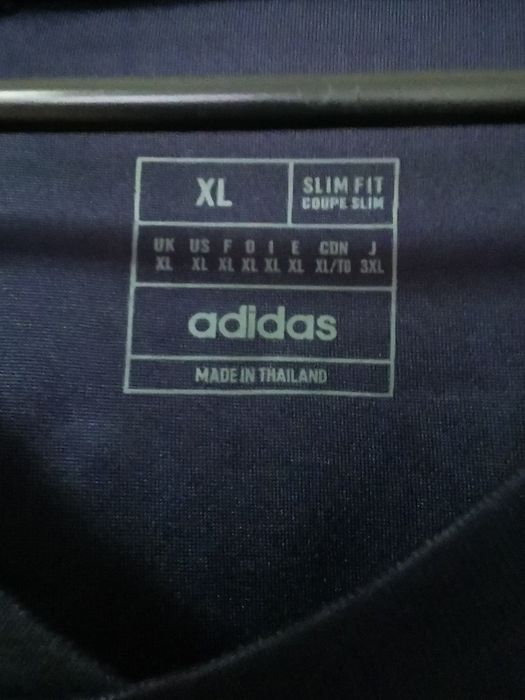 XL
SLIM FIT
COUPE SLIM
UK US F D I E CDN J
XL XL XL XL XL XL XL/TG 3XL
adidas
MADE IN THAILAND